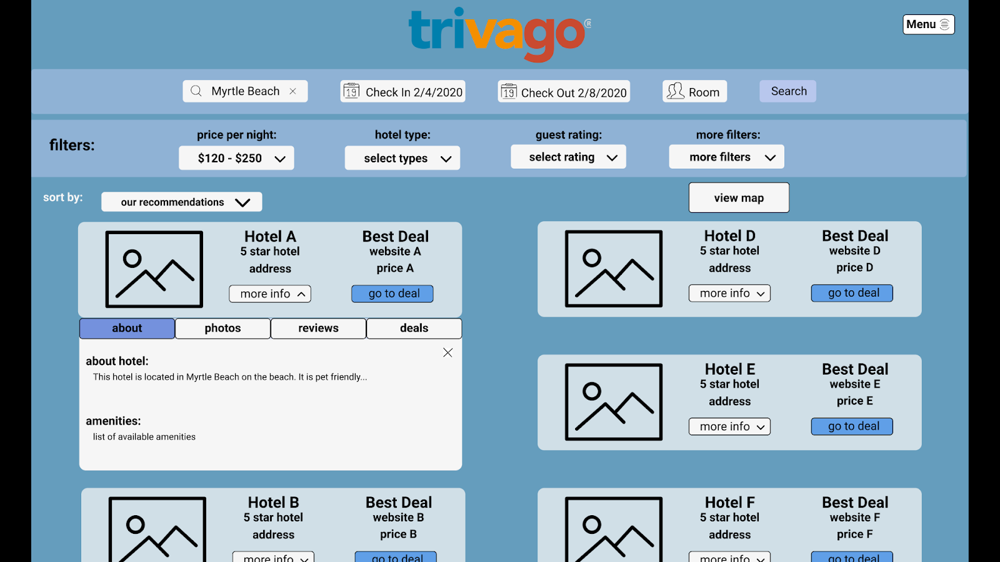 trivago®
Menu
Myrtle Beach
19 Check In 2/4/2020
19 Check Out 2/8/2020
Room
Search
filters:
price per night:
$120 - $250
hotel type:
select types
guest rating:
select rating
more filters:
more filters
sort by:
our recommendations
view map
Hotel A
5 star hotel
address
more info
Best Deal
website A
price A
go to deal
about
photos
reviews
deals
about hotel:
This hotel is located in Myrtle Beach on the beach. It is pet friendly...
amenities:
list of available amenities
Hotel B
5 star hotel
address
more info
Best Deal
website B
price B
go to deal
Hotel D
5 star hotel
address
more info
Best Deal
website D
price D
go to deal
Hotel E
5 star hotel
address
more info
Best Deal
website E
price E
go to deal
Hotel F
5 star hotel
address
more info
Best Deal
website F
price F
go to deal